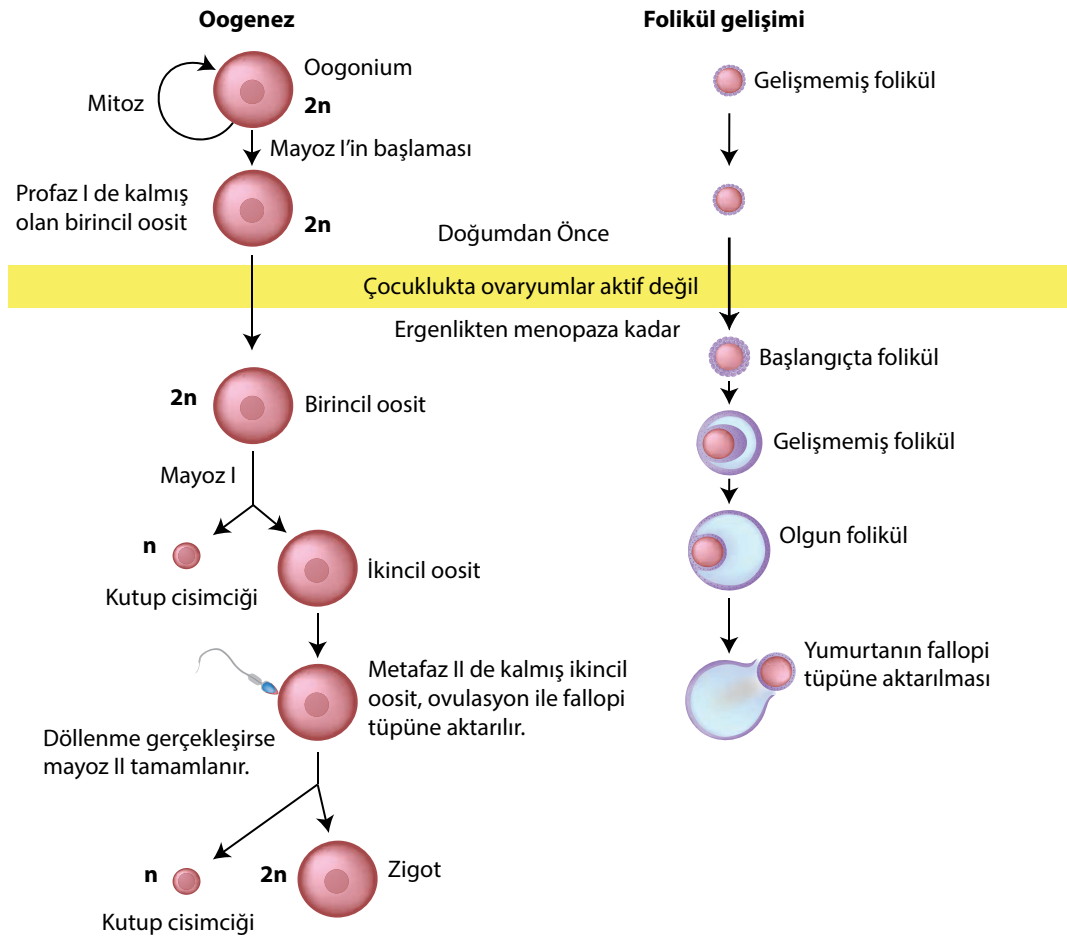 Oogenez
Folikül gelişimi
Oogonium
2n
Mitoz
Mayoz I’in başlaması
Gelişmemiş folikül
Profaz I de kalmış
olan birincil oosit
2n
Doğumdan Önce
Çocuklukta ovaryumlar aktif değil
Ergenlikten menopaza kadar
Başlangıçta folikül
2n
Birincil oosit
Gelişmemiş folikül
Mayoz I
Olgun folikül
n
İkincil oosit
Kutup cisimciği
Metafaz II de kalmış ikincil
oosit, ovulasyon ile fallopi
tüpüne aktarılır.
Yumurtanın fallopi
tüpüne aktarılması
Döllenme gerçekleşirse
mayoz II tamamlanır.
n
2n
Zigot
Kutup cisimciği